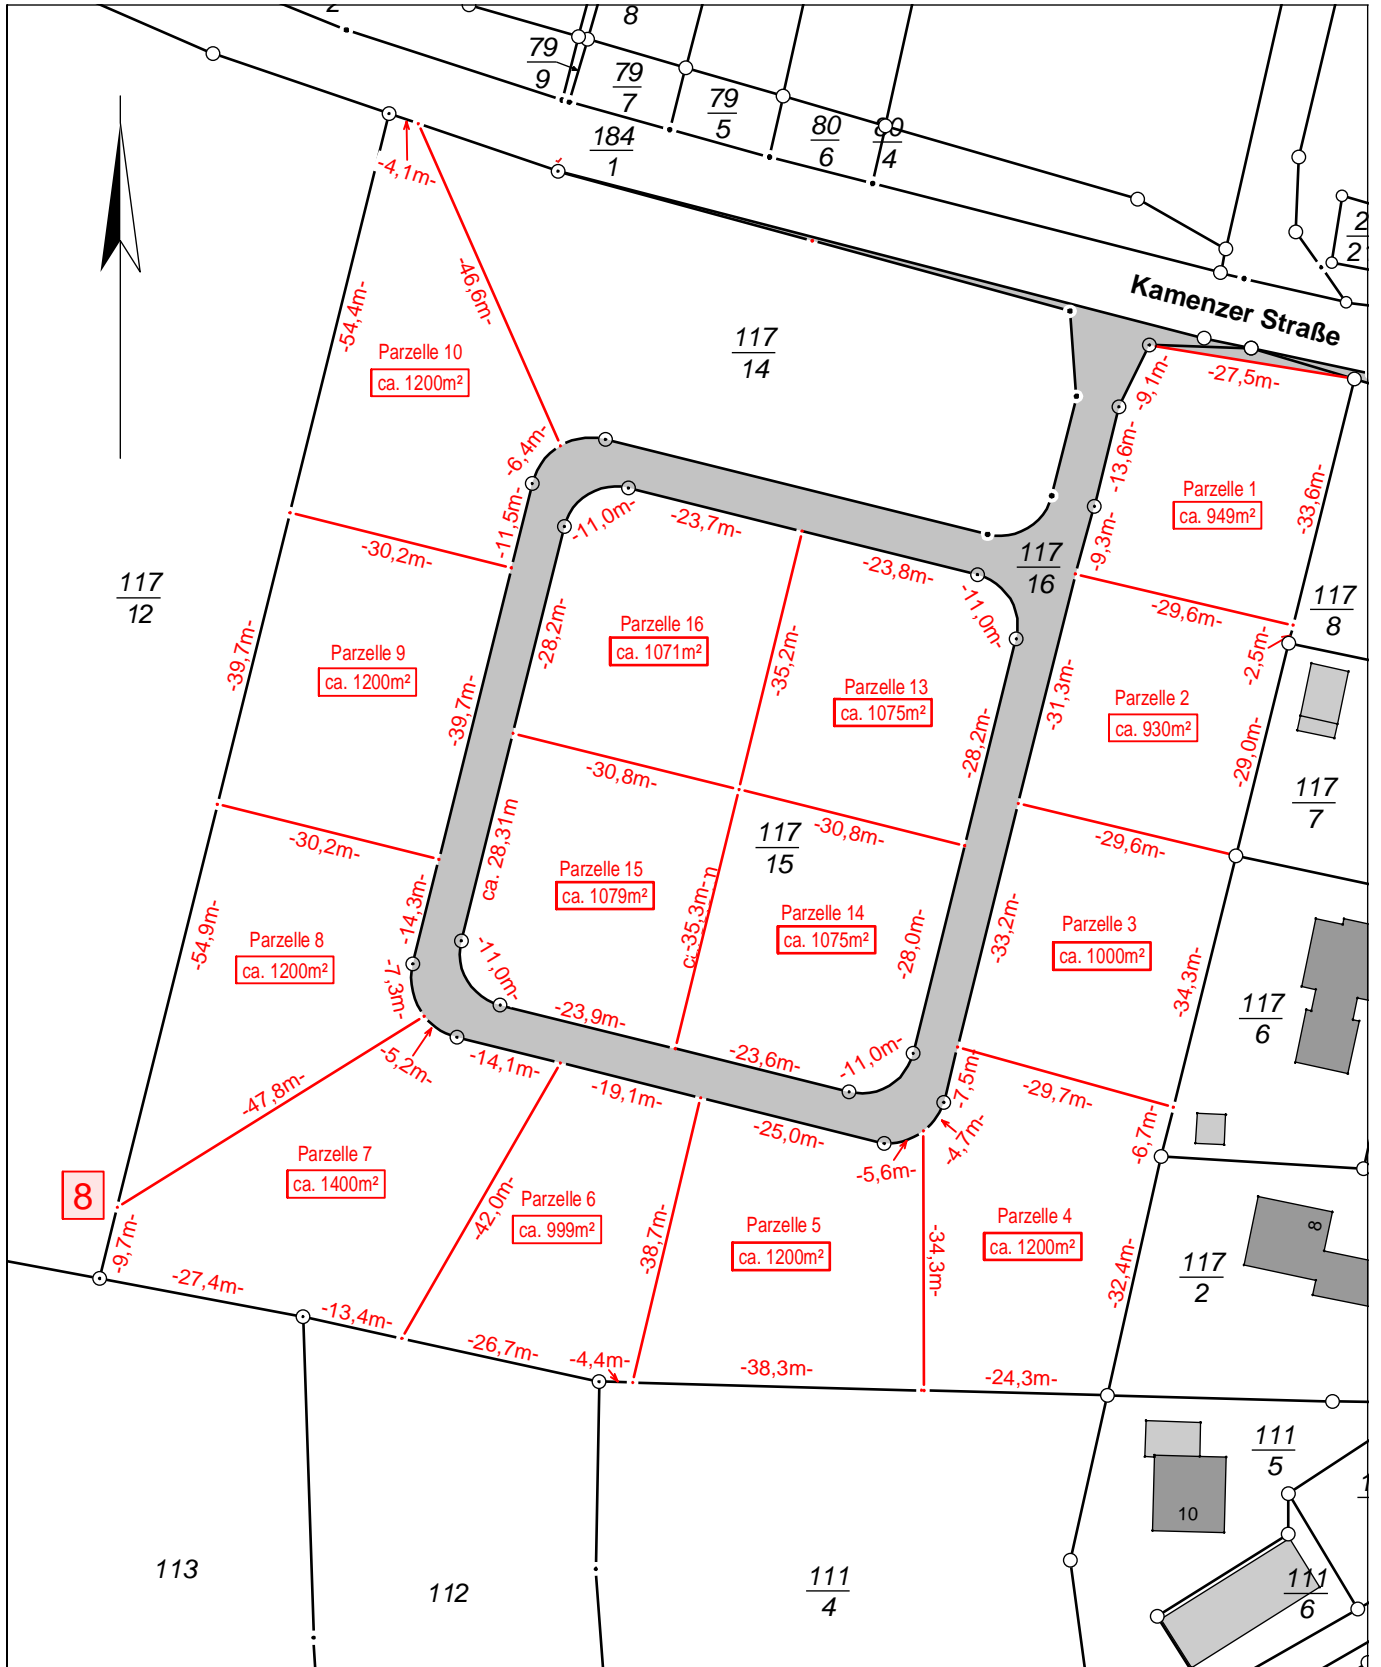 2
8
79
9
79
7
79
5
80
6
80
4
184
1
-4,1m-
2
21
Kamenzer Straße
-46,6m-
-54,4m-
117
14
Parzelle 10
ca. 1200m²
-27,5m-
-9,1m-
-6,4m-
-13,6m-
Parzelle 1
ca. 949m²
-33,6m-
-11,5m-
-11,0m-
-23,7m-
-30,2m-
-23,8m-
117
16
-9,3m-
117
12
-11,0m-
-29,6m-
117
8
-28,2m-
Parzelle 16
ca. 1071m²
-35,2m-
-2,5m-
-39,7m-
Parzelle 9
ca. 1200m²
-39,7m-
Parzelle 13
ca. 1075m²
-31,3m-
Parzelle 2
ca. 930m²
-28,2m-
-29,0m-
-30,8m-
117
7
-30,2m-
117
15
-30,8m-
-29,6m-
ca. 28,31m
Parzelle 15
ca. 1079m²
-35,3m-
Parzelle 14
ca. 1075m²
-14,3m-
-54,9m-
Parzelle 8
ca. 1200m²
-33,2m-
Parzelle 3
ca. 1000m²
-11,0m-
-28,0m-
-34,3m-
-7,3m-
117
6
-23,9m-
-5,2m-
-14,1m-
-23,6m-
-11,0m-
-7,5m-
-29,7m-
-47,8m-
-19,1m-
-25,0m-
-4,7m-
-6,7m-
-5,6m-
Parzelle 7
ca. 1400m²
8
-42,0m-
Parzelle 6
ca. 999m²
-38,7m-
Parzelle 5
ca. 1200m²
-34,3m-
Parzelle 4
ca. 1200m²
8
-9,7m-
-27,4m-
-32,4m-
117
2
-13,4m-
-26,7m-
-4,4m-
-38,3m-
-24,3m-
111
5
10
113
112
111
4
111
6